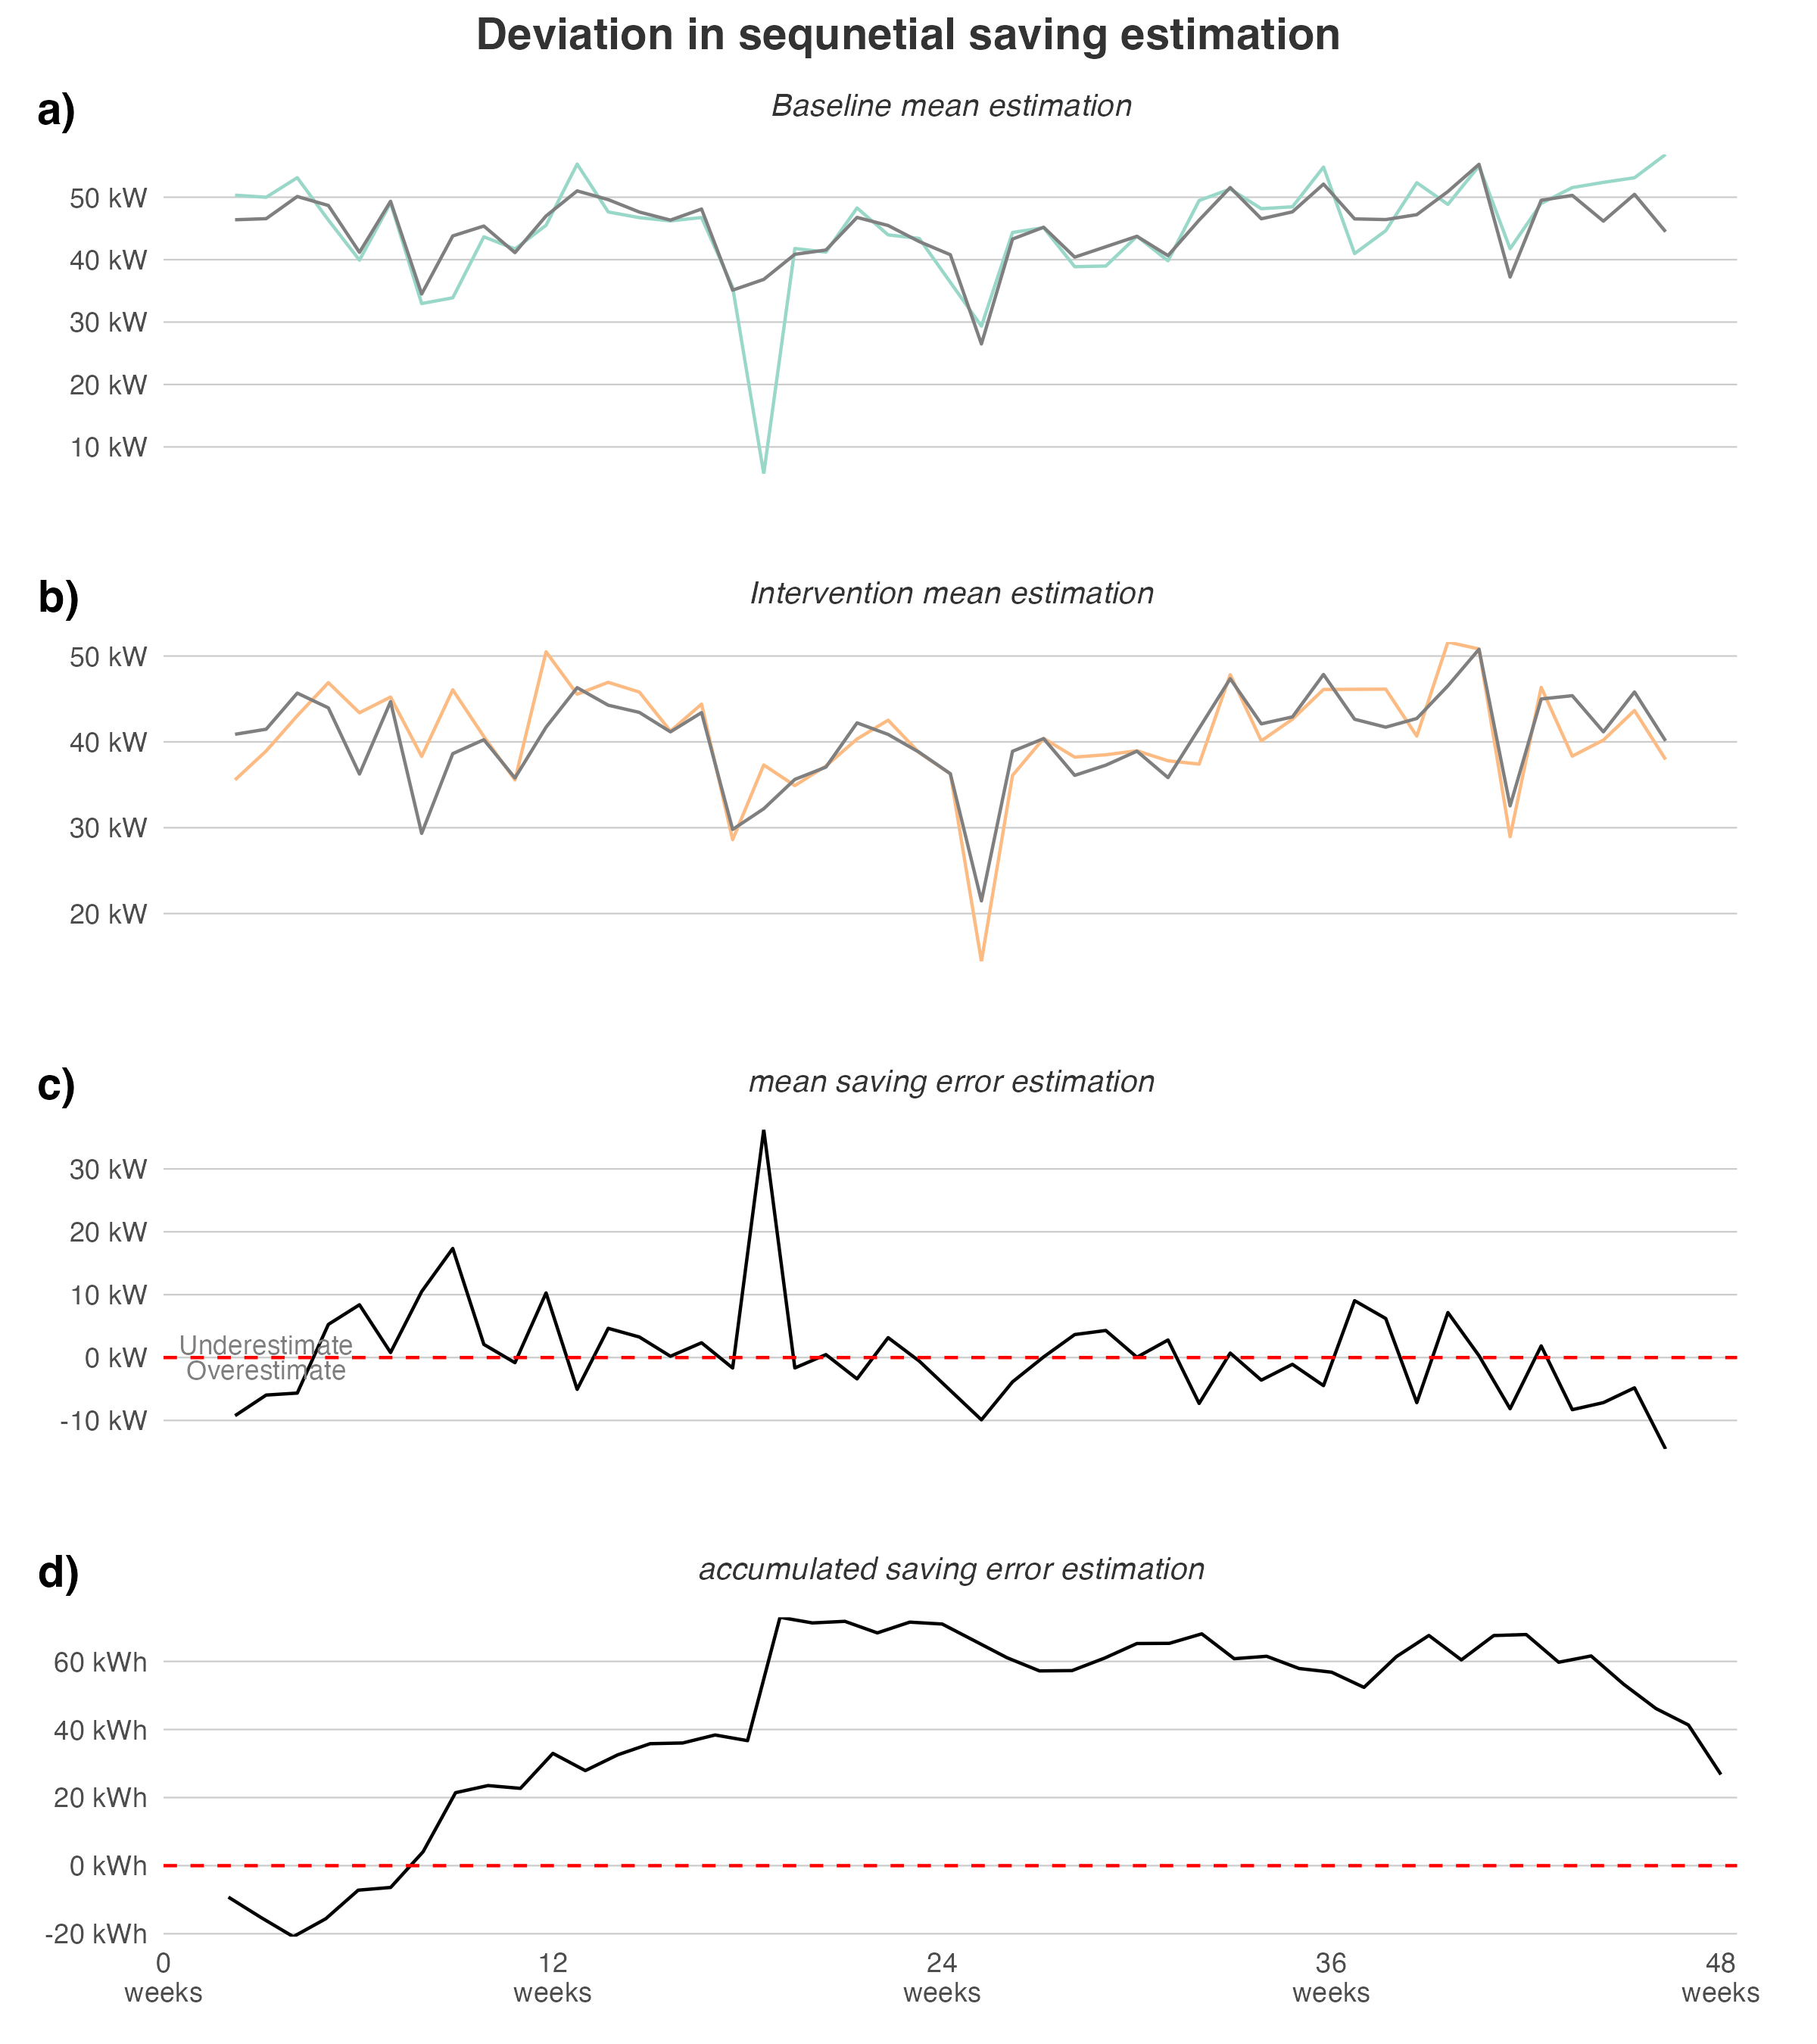 Deviation in sequnetial saving estimation
a)
Baseline mean estimation
50 kW
40 kW
30 kW
20 kW
10 kW
b)
Intervention mean estimation
50 kW
40 kW
30 kW
20 kW
c)
mean saving error estimation
30 kW
20 kW
10 kW
Underestimate
0 kW
Overestimate
-10 kW
d)
accumulated saving error estimation
60 kWh
40 kWh
20 kWh
0 kWh
-20 kWh
0 12 24 36 48
weeks weeks weeks weeks weeks